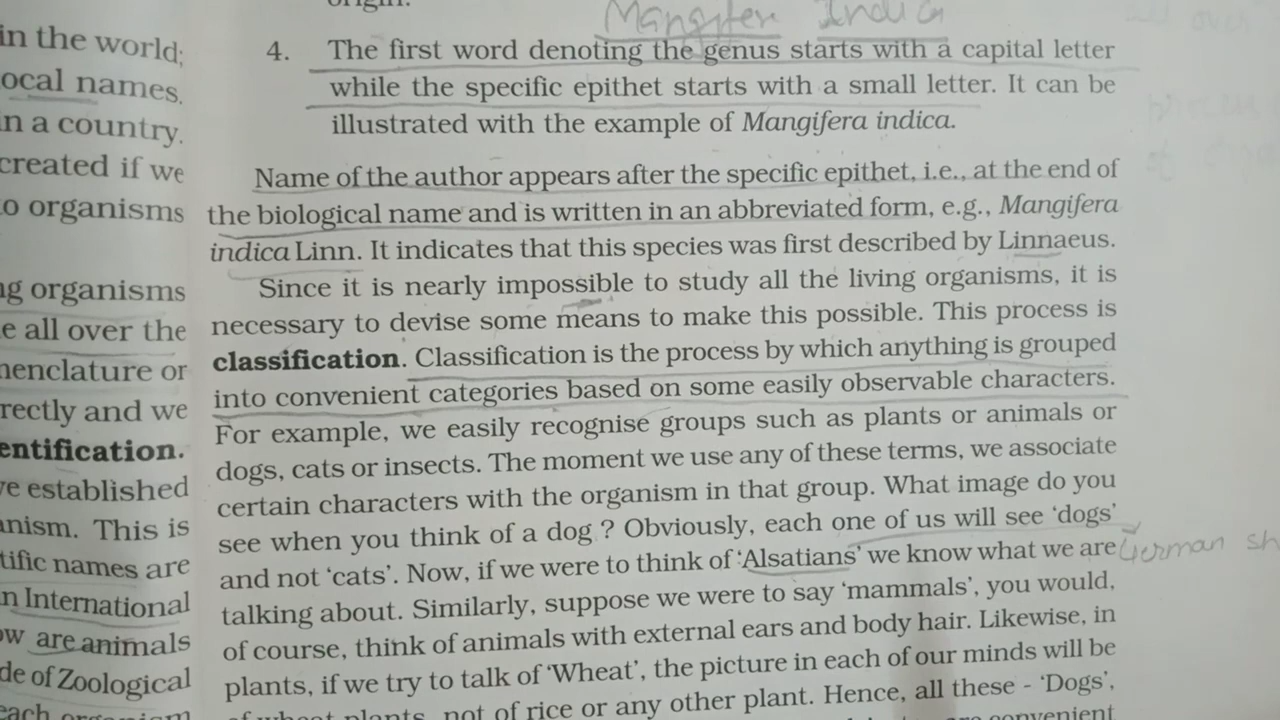 in the world;
ocal names.
in a country.
created if we
to organisms
ng organisms
e all over the
nenclature or
rectly and we
entification.
ve established
anism. This is
tific names are
n International
ow are animals
de of Zoological
each organism
origin.
Indica
4. The first word denoting the genus starts with a capital letter
while the specific epithet starts with a small letter. It can be
illustrated with the example of Mangifera indica.
Name of the author appears after the specific epithet, i.e., at the end of
the biological name and is written in an abbreviated form, e.g., Mangifera
indica Linn. It indicates that this species was first described by Linnaeus.
Since it is nearly impossible to study all the living organisms, it is
necessary to devise some means to make this possible. This process is
classification. Classification is the process by which anything is grouped
into convenient categories based on some easily observable characters.
For example, we easily recognise groups such as plants or animals or
dogs, cats or insects. The moment we use any of these terms, we associate
certain characters with the organism in that group. What image do you
see when you think of a dog ? Obviously, each one of us will see ‘dogs’
and not ‘cats’. Now, if we were to think of ‘Alsatians’ we know what we are
German sh
talking about. Similarly, suppose we were to say ‘mammals’, you would,
of course, think of animals with external ears and body hair. Likewise, in
plants, if we try to talk of ‘Wheat’, the picture in each of our minds will be
of wheat plants, not of rice or any other plant. Hence, all these - ‘Dogs’,
convenient